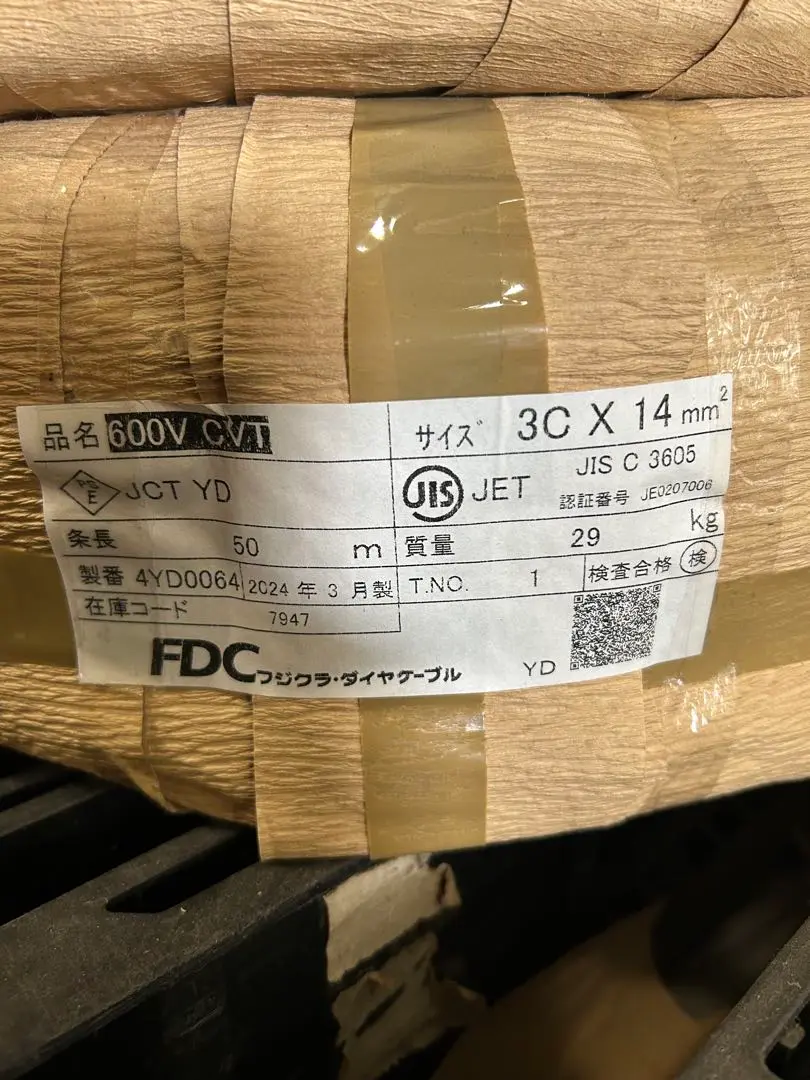 品名 600V CVT サイズ 3C X 14 mm²
PS E JCT YD JIS JET JIS C 3605
認証番号 JE0207006
条長 50 m 質量 29 kg
製番 4YD0064 2024 年 3 月製 T.NO. 1 検査合格 検
在庫コード 7947
FDC フジクラ・ダイヤケーブル YD